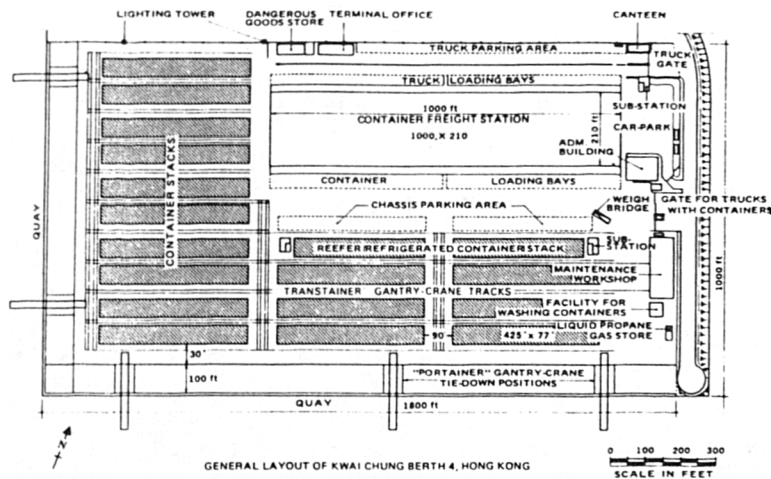 LIGHTING TOWER
DANGEROUS
GOODS STORE
TERMINAL OFFICE
CANTEEN
TRUCK PARKING AREA
TRUCK
GATE
TRUCK LOADING BAYS
SUB-STATION
1000 ft
CONTAINER FREIGHT STATION
1000, X 210
210 ft
CAR-PARK
ADM.
BUILDING
CONTAINER STACKS
CONTAINER
LOADING BAYS
WEIGH
BRIDGE
GATE FOR TRUCKS
WITH CONTAINERS
CHASSIS PARKING AREA
QUAY
REEFER REFRIGERATED CONTAINER STACK
SUB
STATION
MAINTENANCE
WORKSHOP
1000 ft
TRANSTAINER GANTRY-CRANE TRACKS
FACILITY FOR
WASHING CONTAINERS
LIQUID PROPANE
GAS STORE
90'
425' x 77'
30'
100 ft
"PORTAINER" GANTRY-CRANE
TIE-DOWN POSITIONS
QUAY
1800 ft
N
GENERAL LAYOUT OF KWAI CHUNG BERTH 4, HONG KONG
0 100 200 300
SCALE IN FEET